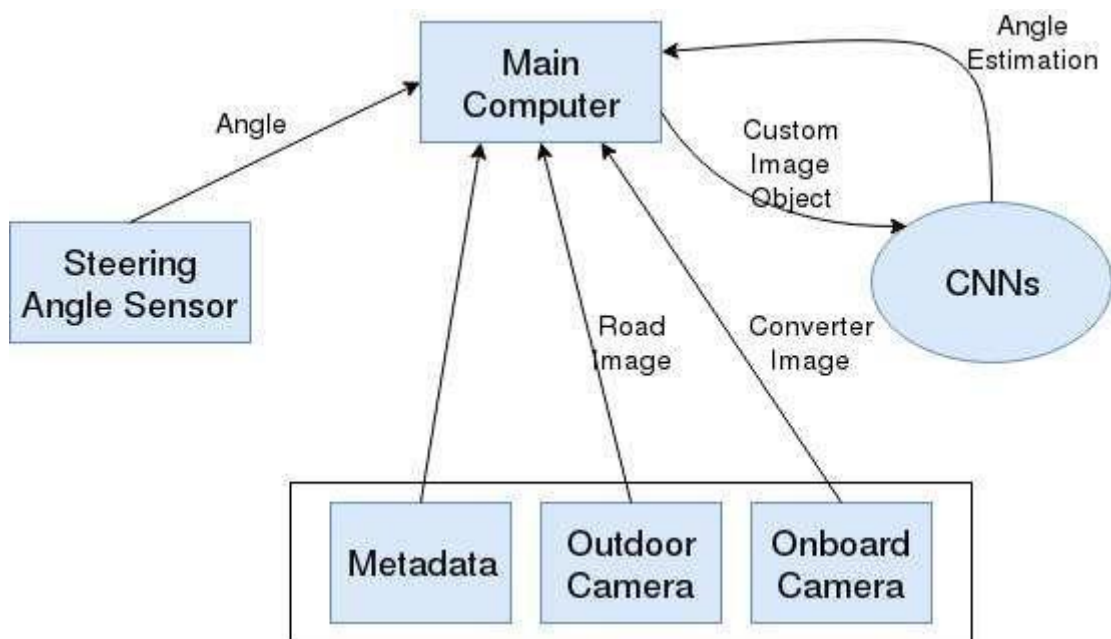 Main
Computer
Angle
Estimation
Angle
Custom
Image
Object
Steering
Angle Sensor
CNNs
Road
Image
Converter
Image
Metadada
Outdoor
Camera
Onboard
Camera